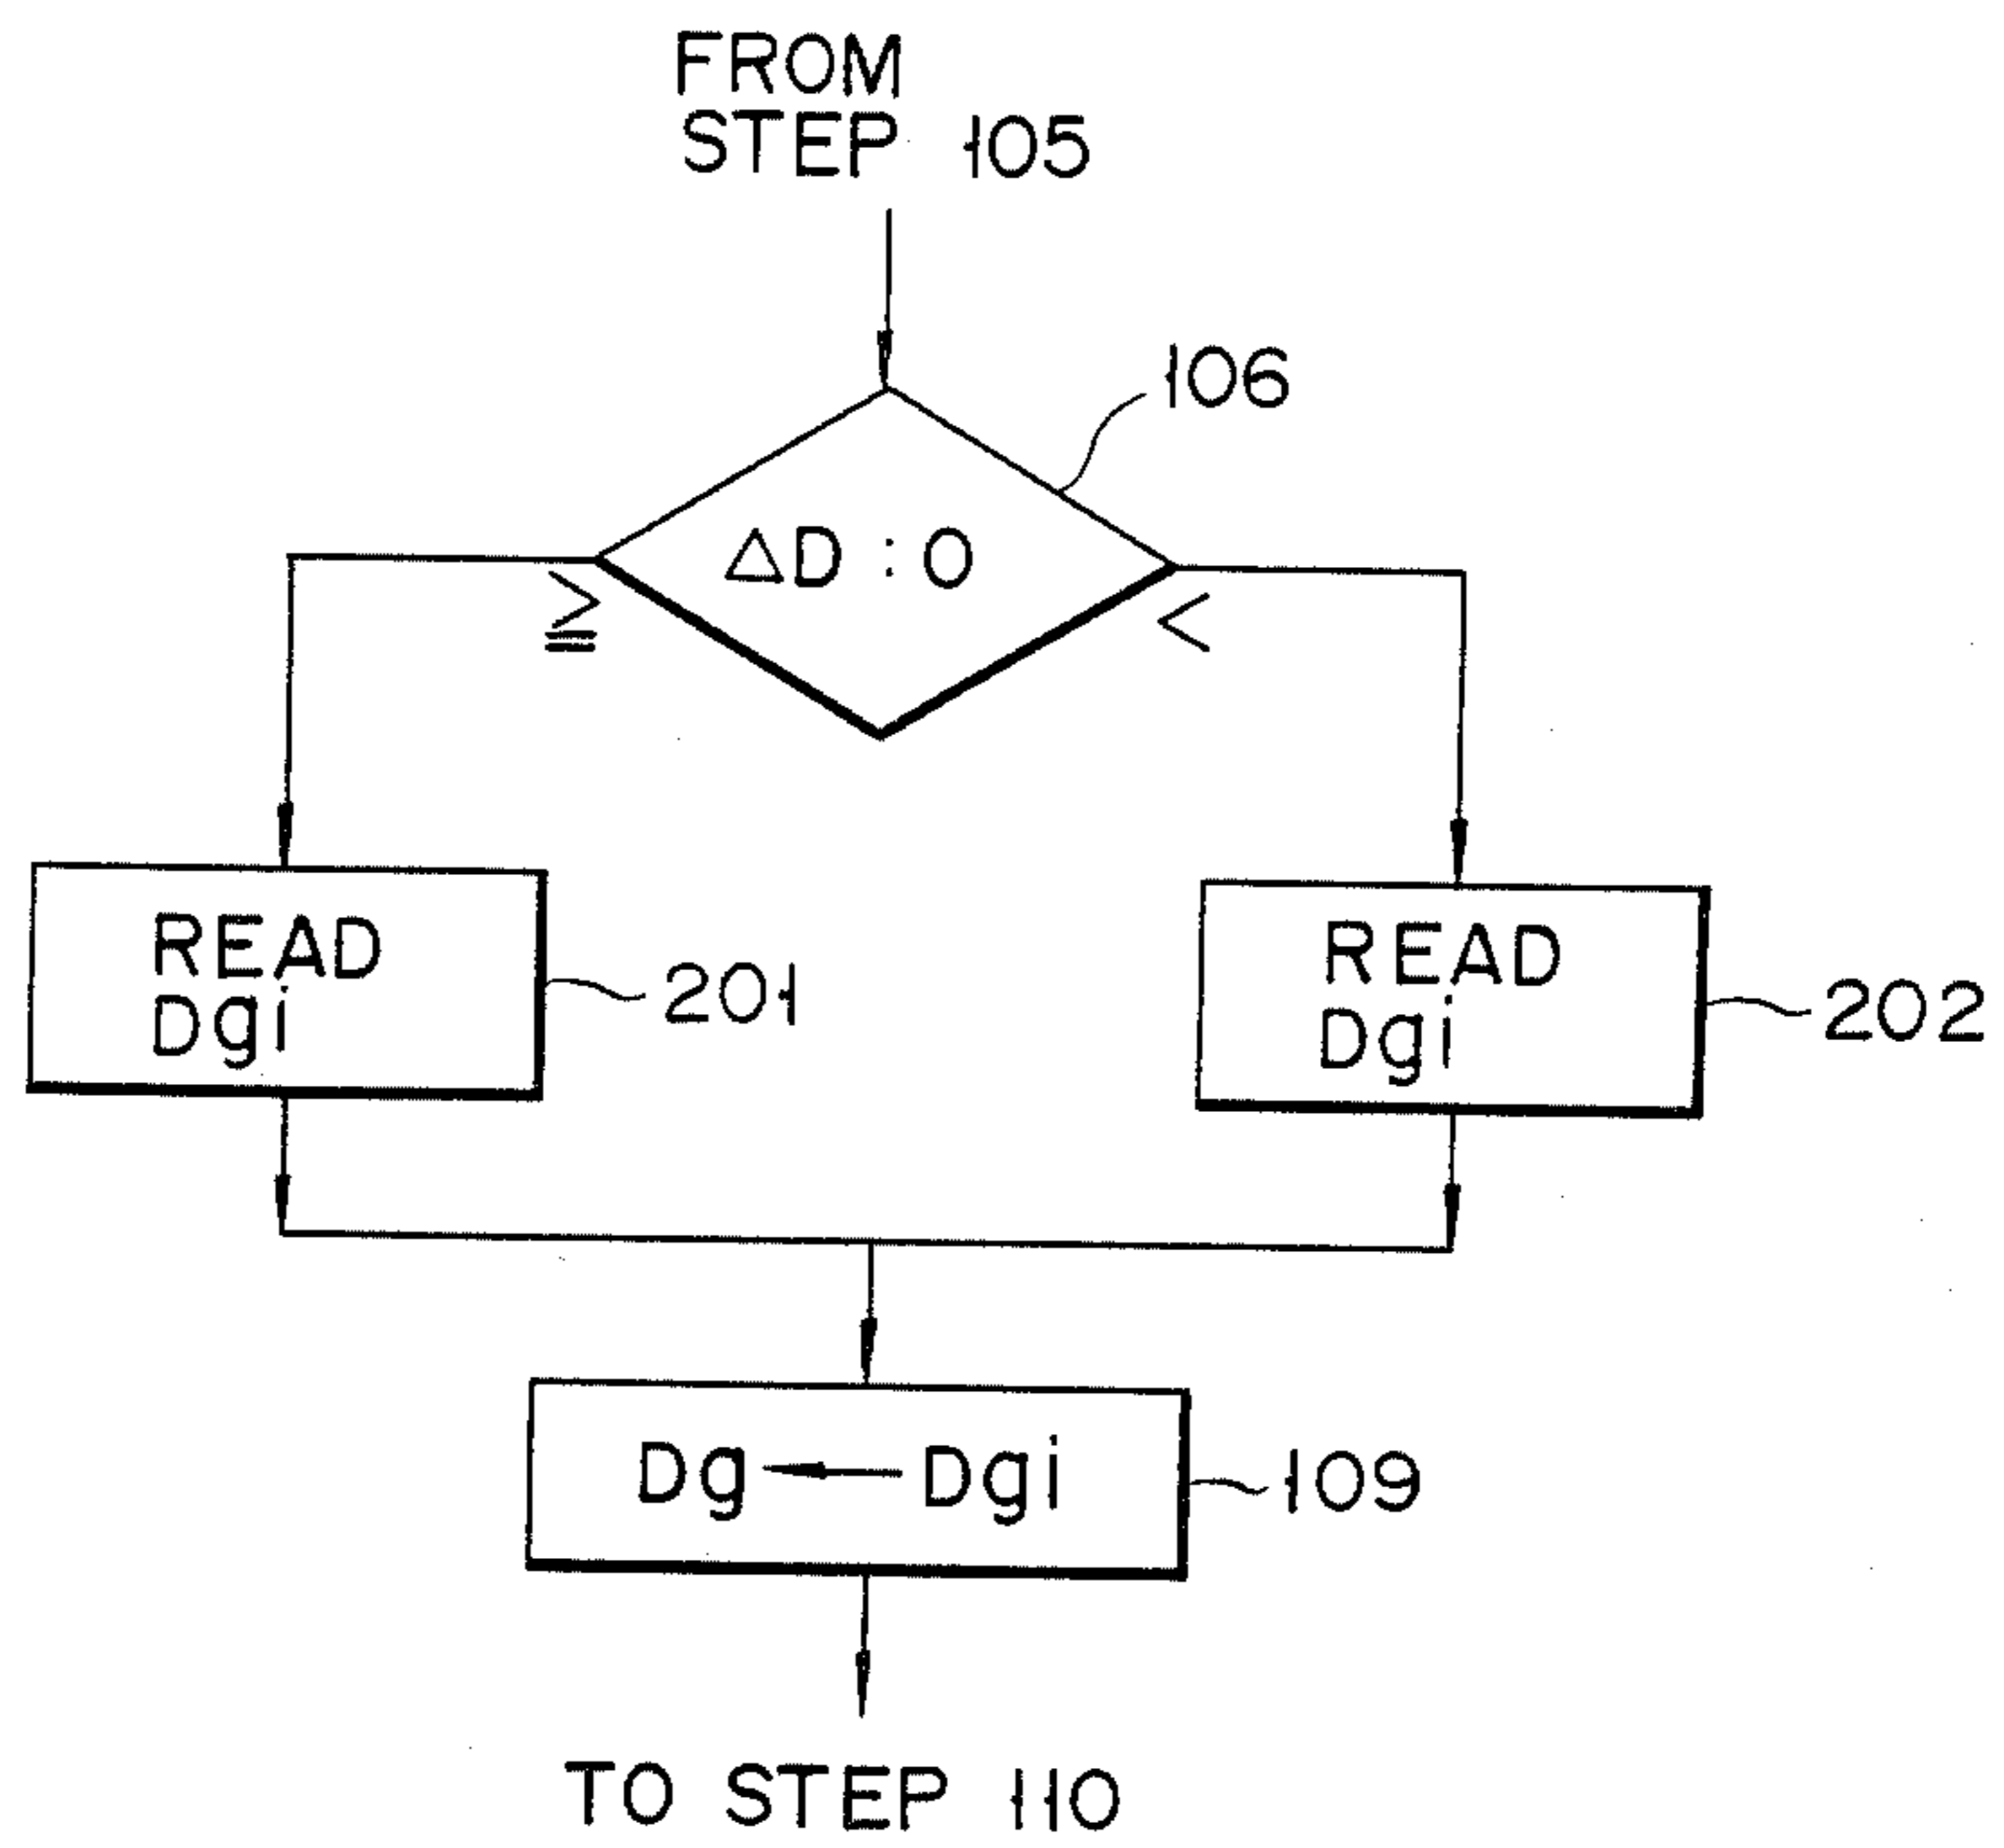 FROM
STEP 105
106
ΔD : 0
≧
<
READ
Dgi
201
READ
Dgi
202
Dg ← Dgi
109
TO STEP 110